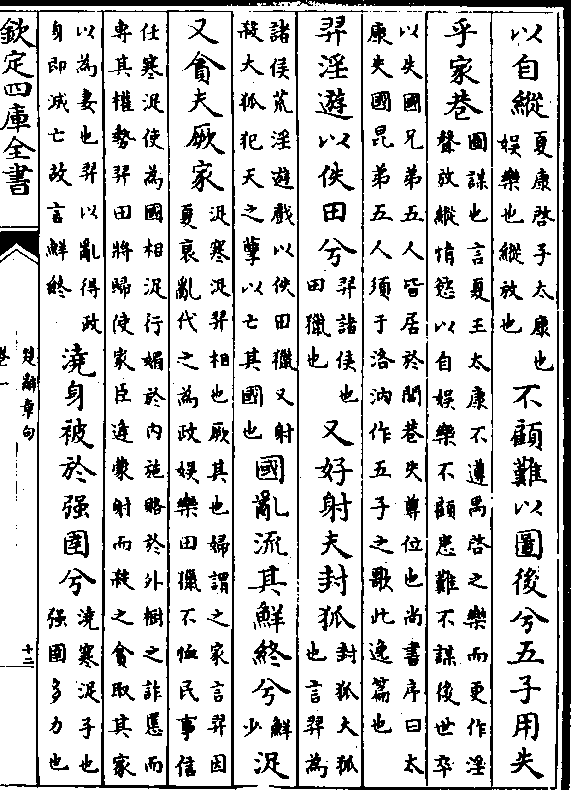 以自縱夏康啓子太康也娛樂也縱放也不顧難以圖後兮五子用失
乎家巷圖謀也言夏王太康不遵禹啓之樂而更作淫聲放縱情慾以自娛樂不顧患難不謀後世卒
以失國兄弟五人皆居於閭巷失尊位也尚書序曰太康失國昆弟五人須于洛汭作五子之歌此逸篇也
羿淫遊以佚田兮羿諸侯也田獵也又好射夫封狐封狐大狐也言羿為
諸侯荒淫遊戲以佚田獵又射殺大狐犯天之孽以亡其國也國亂流其鮮終兮鮮少浞
又貪夫厥家浞寒浞羿相也厥其也婦謂之家言羿因夏衰亂代之為政娛樂田獵不恤民事信
任寒浞使為國相浞行媚於內施賂於外樹之詐慝而專其權勢羿田將歸使家臣逄蒙射而殺之貪取其家
以為妻也羿以亂得政身即滅亡故言鮮終澆身被於强圉兮澆寒浞子也强圉多力也
欽定四庫全書
楚辭章句
卷一
十二